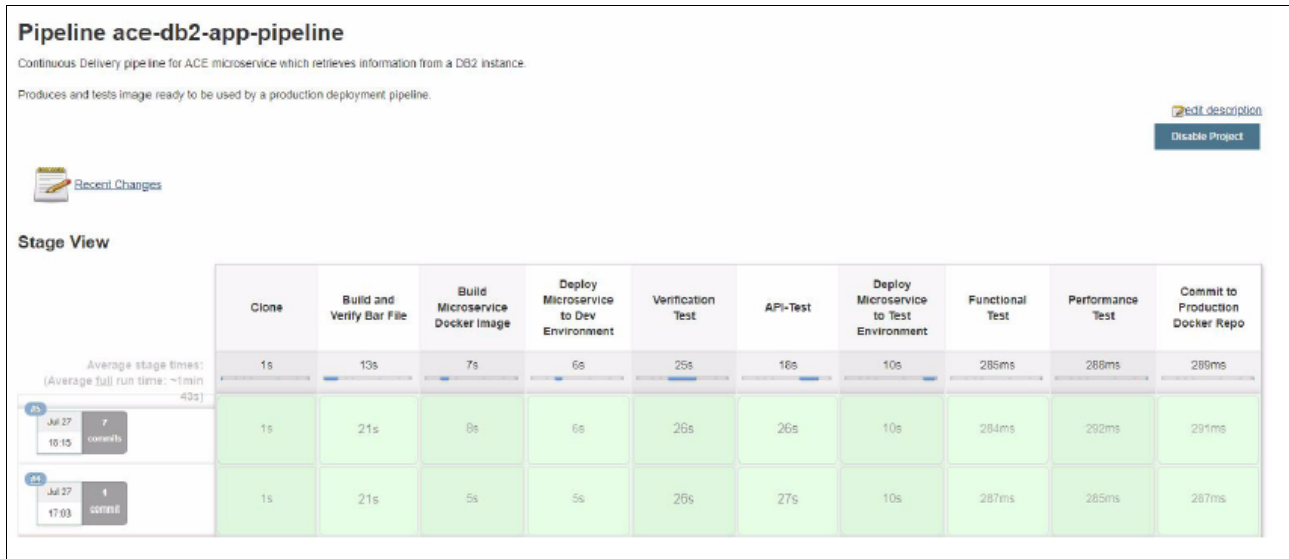 Pipeline ace-db2-app-pipeline
Continuous Delivery pipeline for ACE microservice which retrieves information from a DB2 instance.
Produces and tests image ready to be used by a production deployment pipeline.
edit description
Disable Project
Recent Changes
Stage View
Clone
Build and
Verify Bar File
Build
Microservice
Docker Image
Deploy
Microservice
to Dev
Environment
Verification
Test
API-Test
Deploy
Microservice
to Test
Environment
Functional
Test
Performance
Test
Commit to
Production
Docker Repo
Average stage times:
(Average full run time: ~1min
43s)
1s 13s 7s 6s 25s 18s 10s 285ms 288ms 289ms
#5
Jul 27
18:15
7
commits
1s 21s 8s 6s 26s 26s 10s 284ms 292ms 291ms
#4
Jul 27
17:03
1
commit
1s 21s 5s 5s 26s 27s 10s 287ms 285ms 287ms